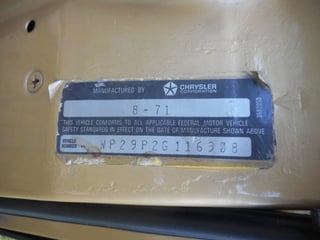 MANUFACTURED BY CHRYSLER CORPORATION
8-71
THIS VEHICLE CONFORMS TO ALL APPLICABLE FEDERAL MOTOR VEHICLE
SAFETY STANDARDS IN EFFECT ON THE DATE OF MANUFACTURE SHOWN ABOVE
VEHICLE NUMBER WP29P2G116308